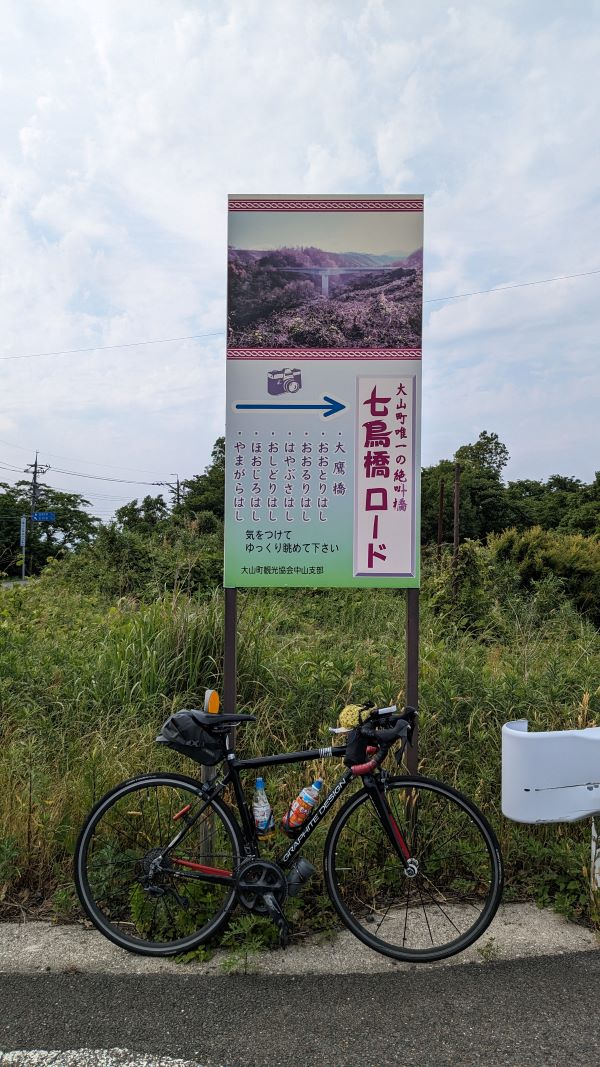 大山町唯一の絶叫橋
七鳥橋ロード
・大鷹橋
・おおとりはし
・おおるりはし
・はやぶさはし
・おしどりはし
・ほおじろはし
・やまがらはし
気をつけて
ゆっくり眺めて下さい
大山町観光協会中山支部
GRAPHITE DESIGN